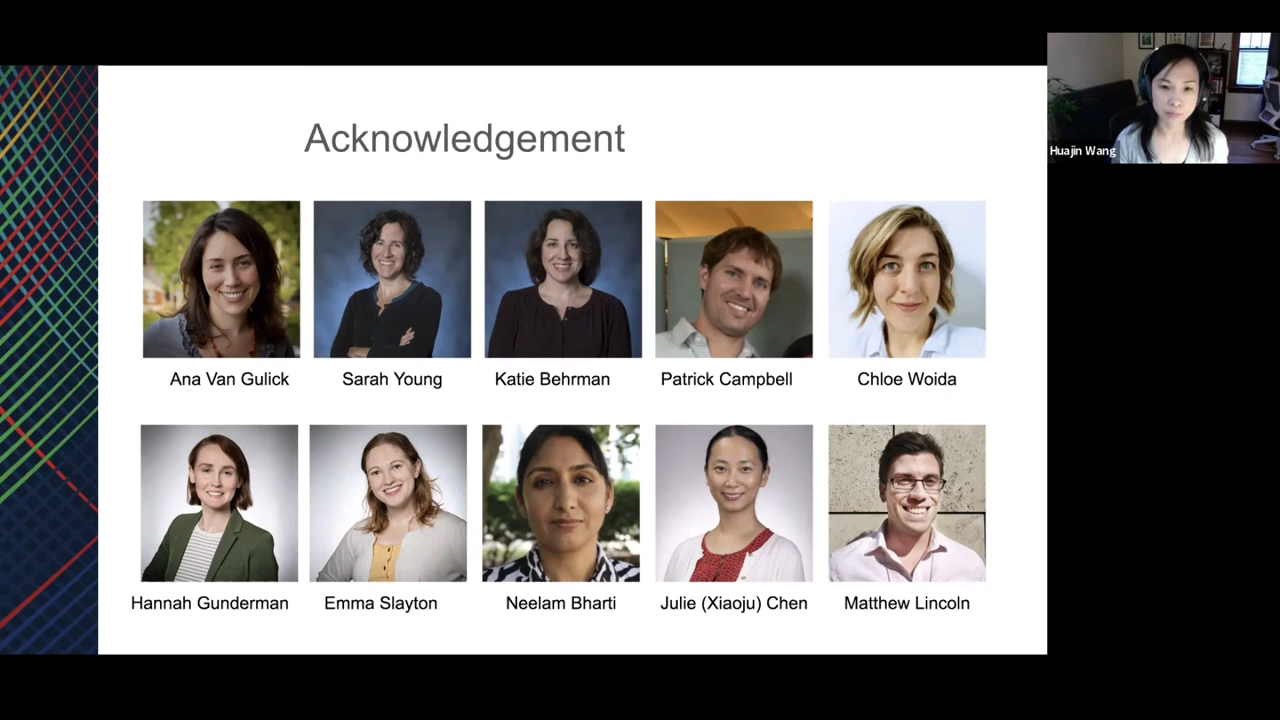 Acknowledgement
Huajin Wang
Ana Van Gulick
Sarah Young
Katie Behrman
Patrick Campbell
Chloe Woida
Hannah Gunderman
Emma Slayton
Neelam Bharti
Julie (Xiaoju) Chen
Matthew Lincoln